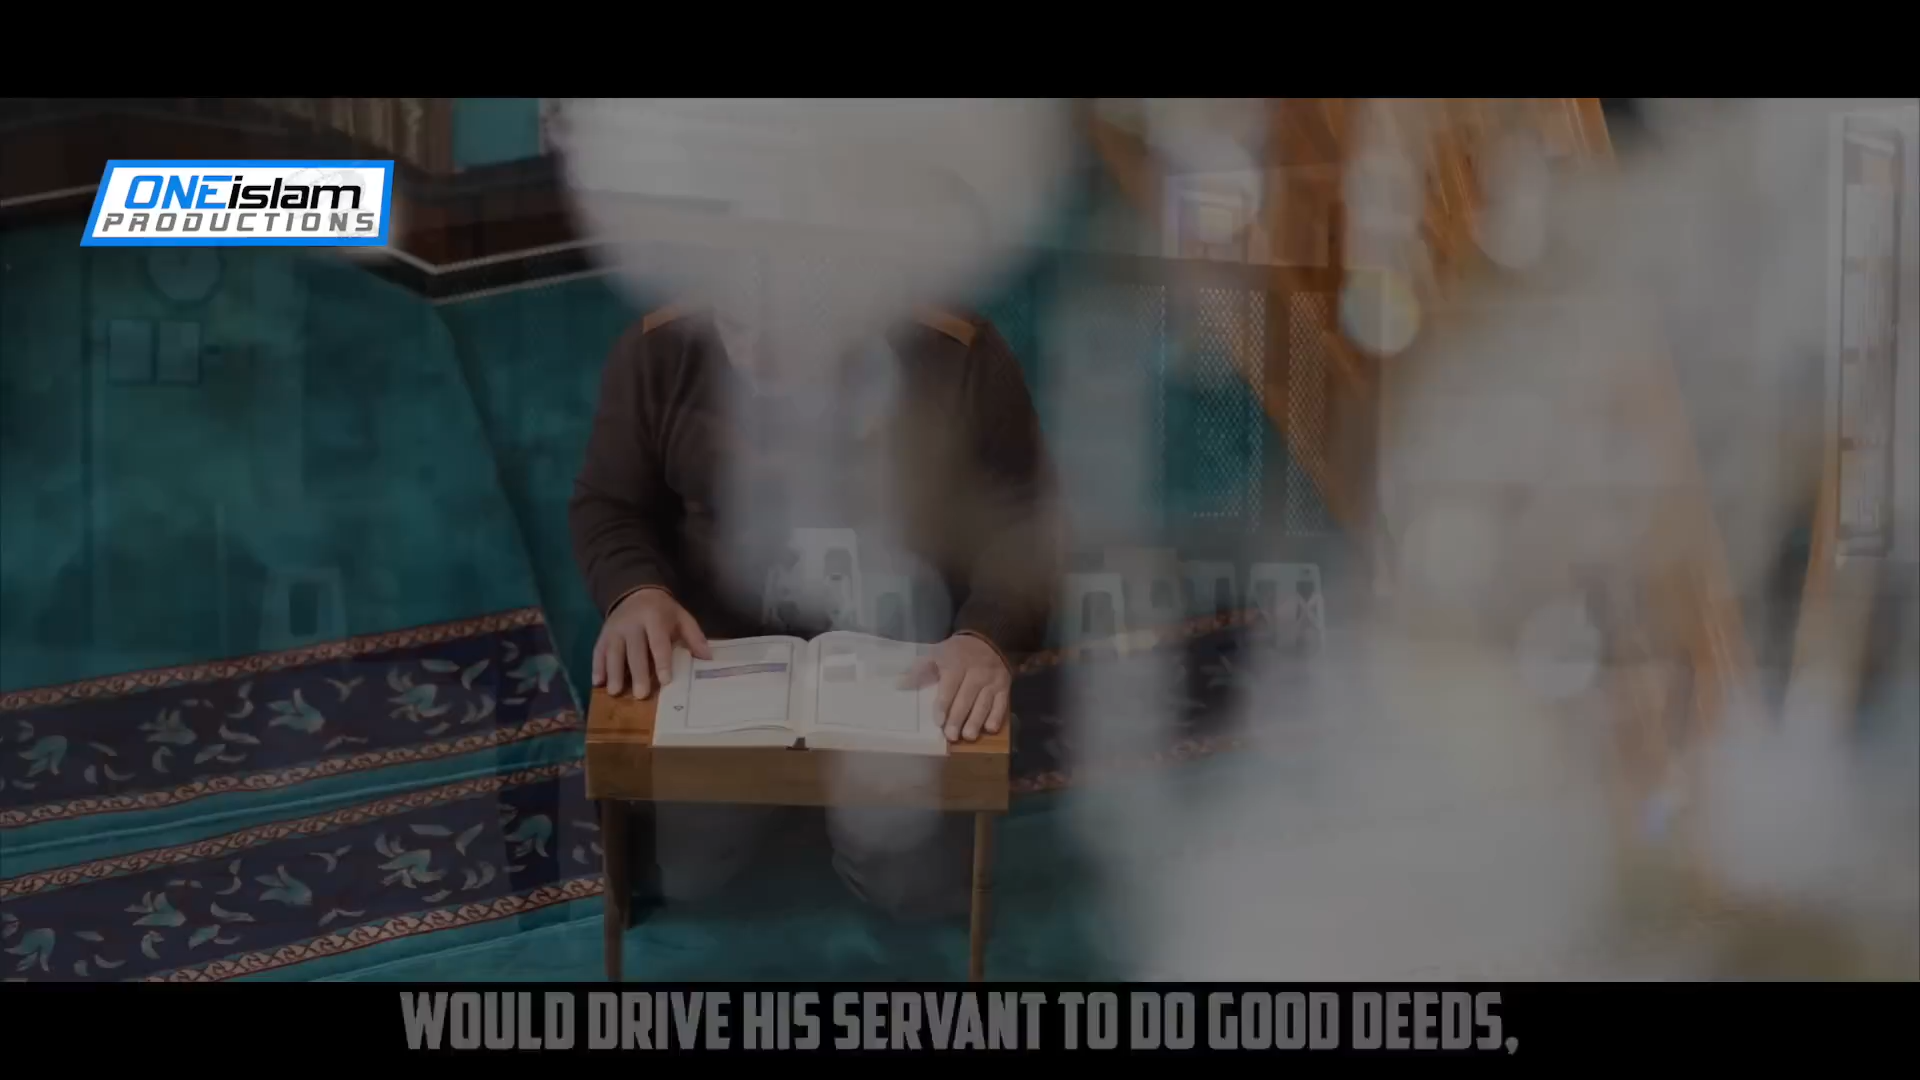 ONEislam
PRODUCTIONS
WOULD DRIVE HIS SERVANT TO DO GOOD DEEDS,